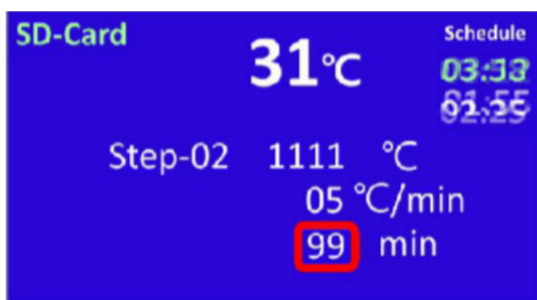 SD-Card
Schedule
31℃
Step-02 1111 ℃
05 ℃/min
99 min